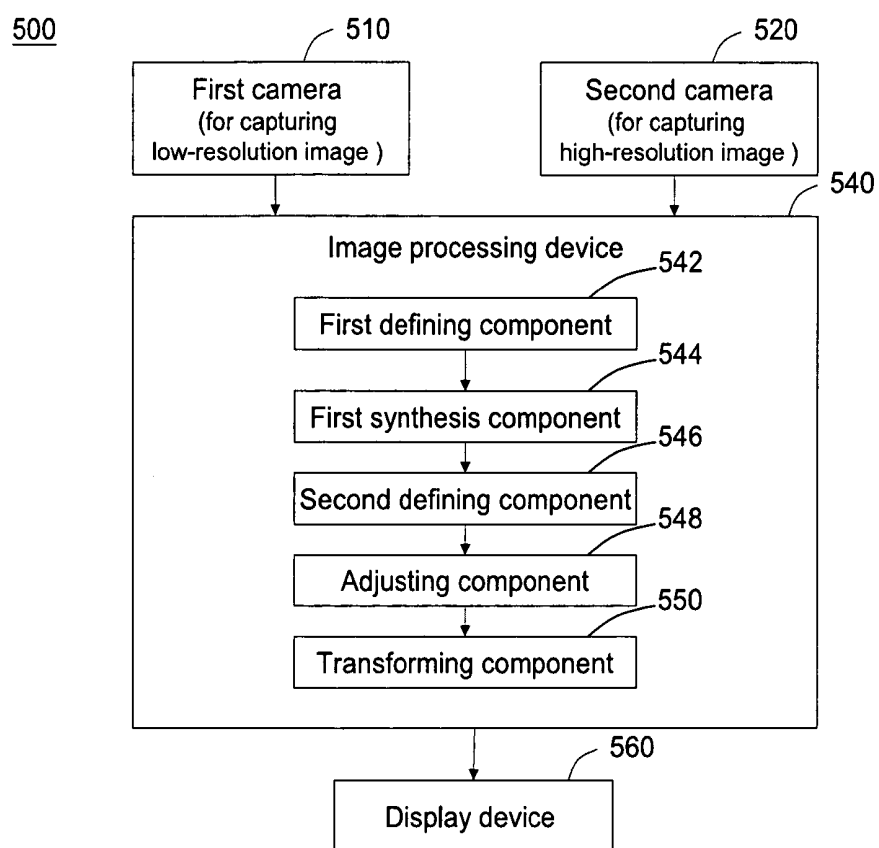 500
510
520
First camera
(for capturing
low-resolution image )
Second camera
(for capturing
high-resolution image )
540
Image processing device
542
First defining component
544
First synthesis component
546
Second defining component
548
Adjusting component
550
Transforming component
560
Display device